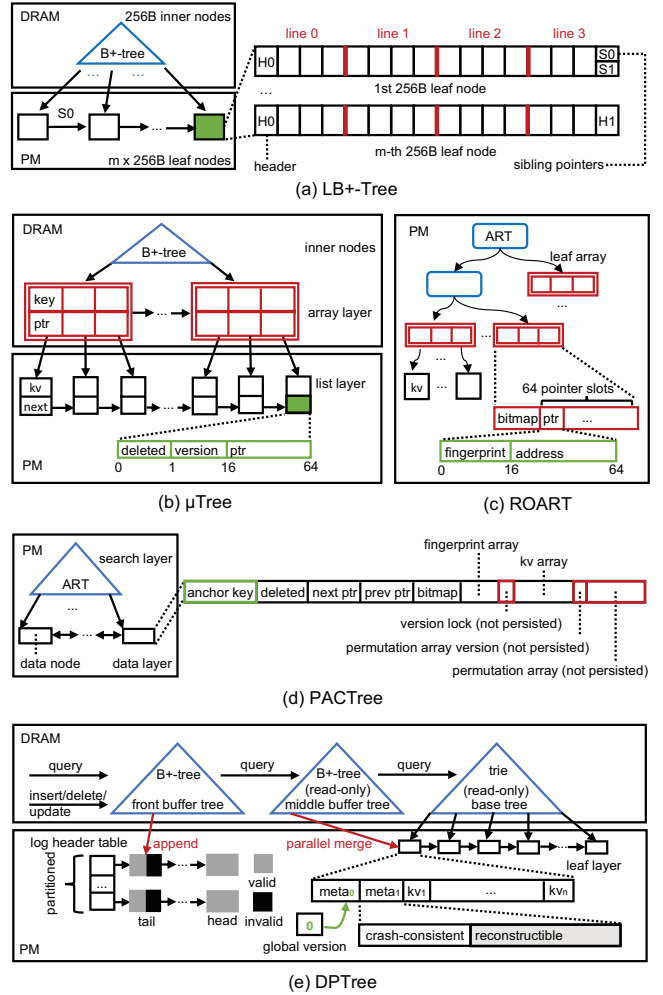 DRAM
256B inner nodes
B+-Tree
... ...
S0
...
PM
m x 256B leaf nodes
line 0
line 1
line 2
line 3
H0
S0
S1
1st 256B leaf node
...
H0
H1
header
m-th 256B leaf node
sibling pointers
(a) LB+-Tree
DRAM
B+-tree
inner nodes
key
ptr
...
array layer
kv
next
...
...
list layer
deleted
version
ptr
PM
0
1
16
64
(b) µTree
PM
ART
leaf array
...
...
kv
...
64 pointer slots
bitmap
ptr
...
fingerprint
address
0
16
64
(c) ROART
PM
search layer
ART
...
...
data node
data layer
fingerprint array
kv array
anchor key
deleted
next ptr
prev ptr
bitmap
version lock (not persisted)
permutation array version (not persisted)
permutation array (not persisted)
(d) PACTree
DRAM
query
insert/delete/
update
B+-tree
front buffer tree
query
B+-tree
(read-only)
middle buffer tree
query
trie
(read-only)
base tree
log header table
append
parallel merge
partitioned
...
...
...
tail
head
valid
invalid
...
leaf layer
meta0
meta1
kv1
...
kvn
0
global version
crash-consistent
reconstructible
PM
(e) DPTree